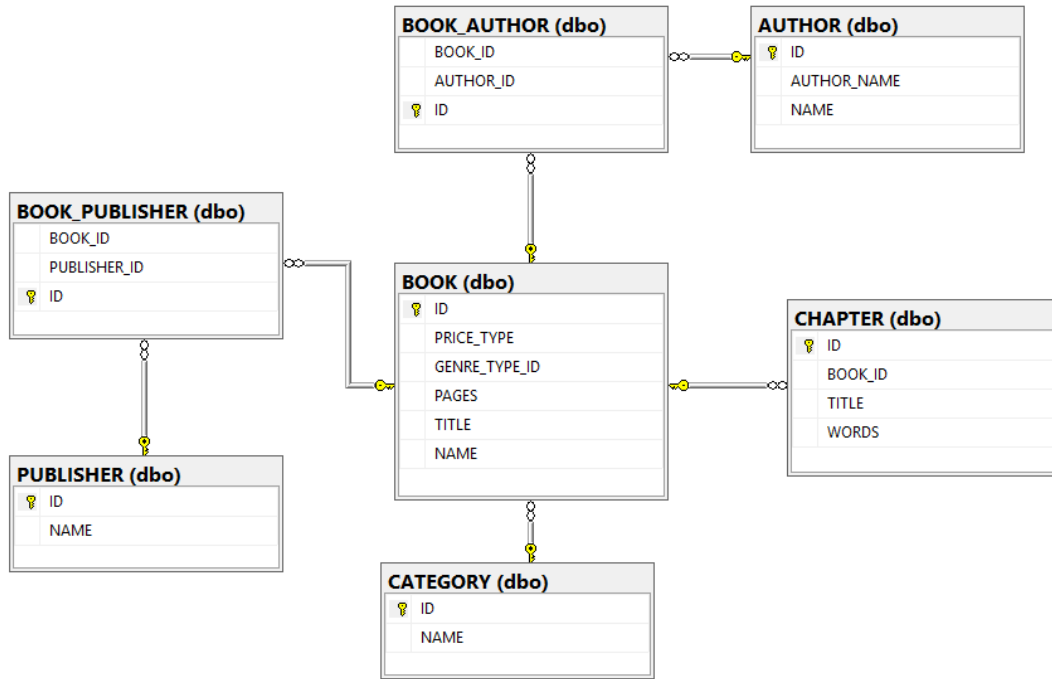 BOOK_AUTHOR (dbo)
BOOK_ID
AUTHOR_ID
ID
AUTHOR (dbo)
ID
AUTHOR_NAME
NAME
BOOK_PUBLISHER (dbo)
BOOK_ID
PUBLISHER_ID
ID
BOOK (dbo)
ID
PRICE_TYPE
GENRE_TYPE_ID
PAGES
TITLE
NAME
CHAPTER (dbo)
ID
BOOK_ID
TITLE
WORDS
PUBLISHER (dbo)
ID
NAME
CATEGORY (dbo)
ID
NAME